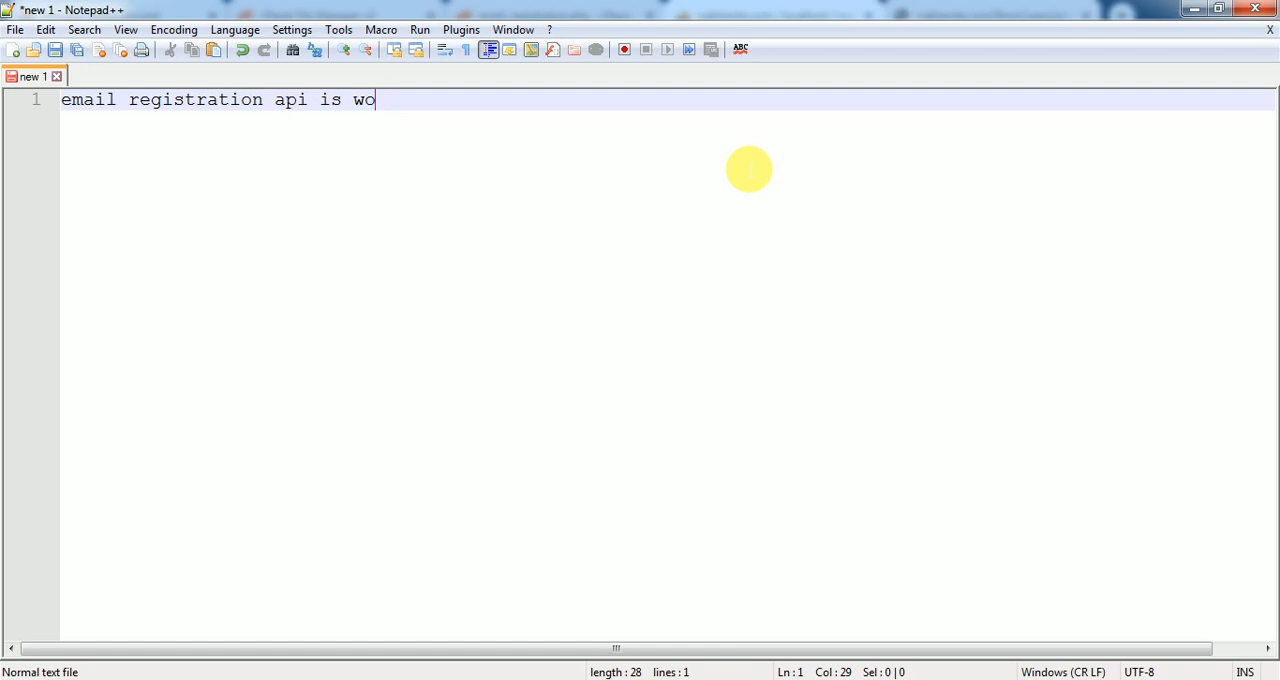 *new 1 - Notepad++
File Edit Search View Encoding Language Settings Tools Macro Run Plugins Window ? X
ABC
new 1
1 email registration api is wo
Normal text file length : 28 lines : 1 Ln : 1 Col : 29 Sel : 0 | 0 Windows (CR LF) UTF-8 INS